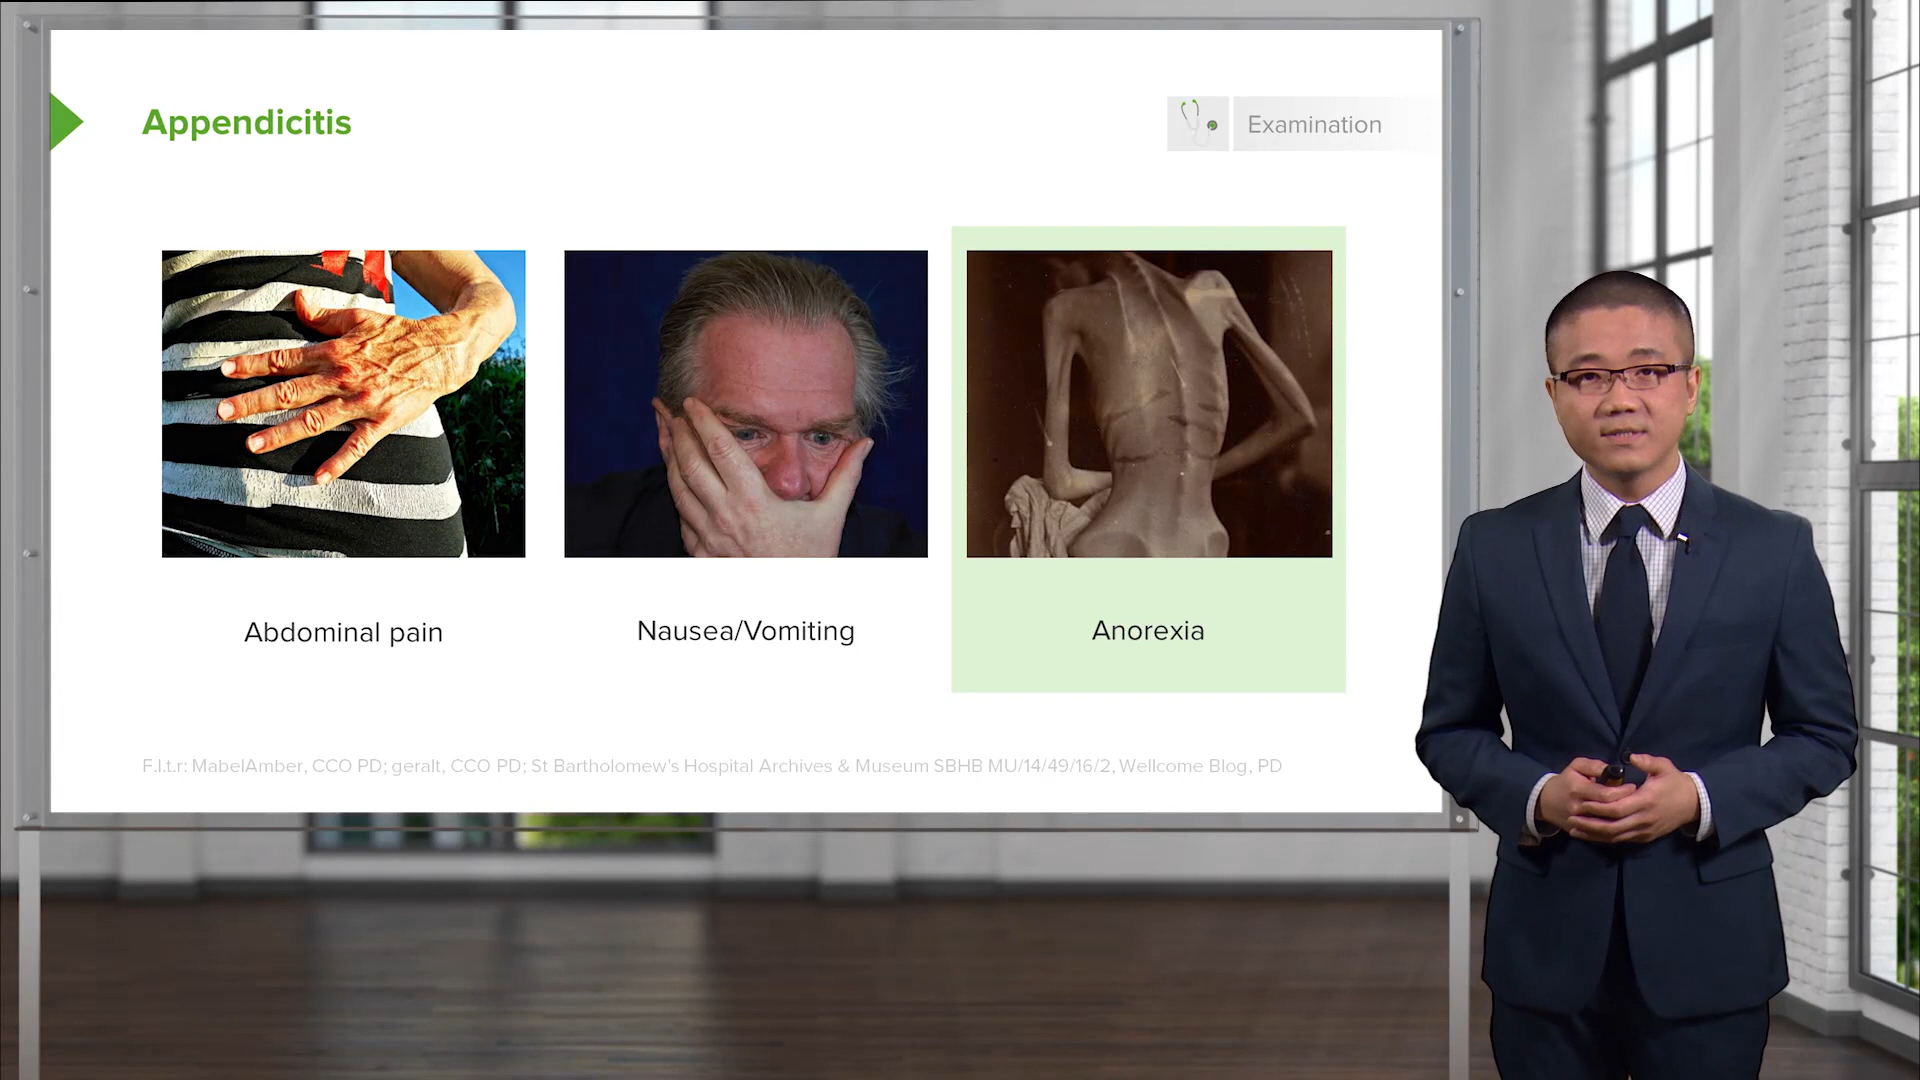 Appendicitis
Examination
Abdominal pain
Nausea/Vomiting
Anorexia
F.l.t.r: MabelAmber, CCO PD; geralt, CCO PD; St Bartholomew's Hospital Archives & Museum SBHB MU/14/49/16/2, Wellcome Blog, PD